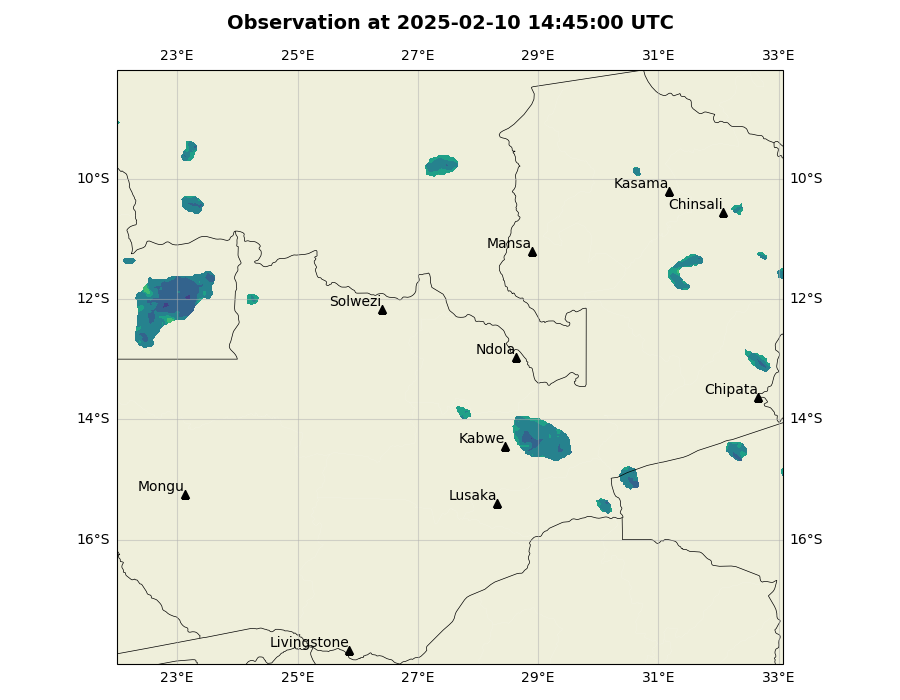 Observation at 2025-02-10 14:45:00 UTC
23°E 25°E 27°E 29°E 31°E 33°E
10°S 10°S
Kasama
Chinsali
Mansa
12°S 12°S
Solwezi
Ndola
Chipata
14°S 14°S
Kabwe
Mongu
Lusaka
16°S 16°S
Livingstone
23°E 25°E 27°E 29°E 31°E 33°E